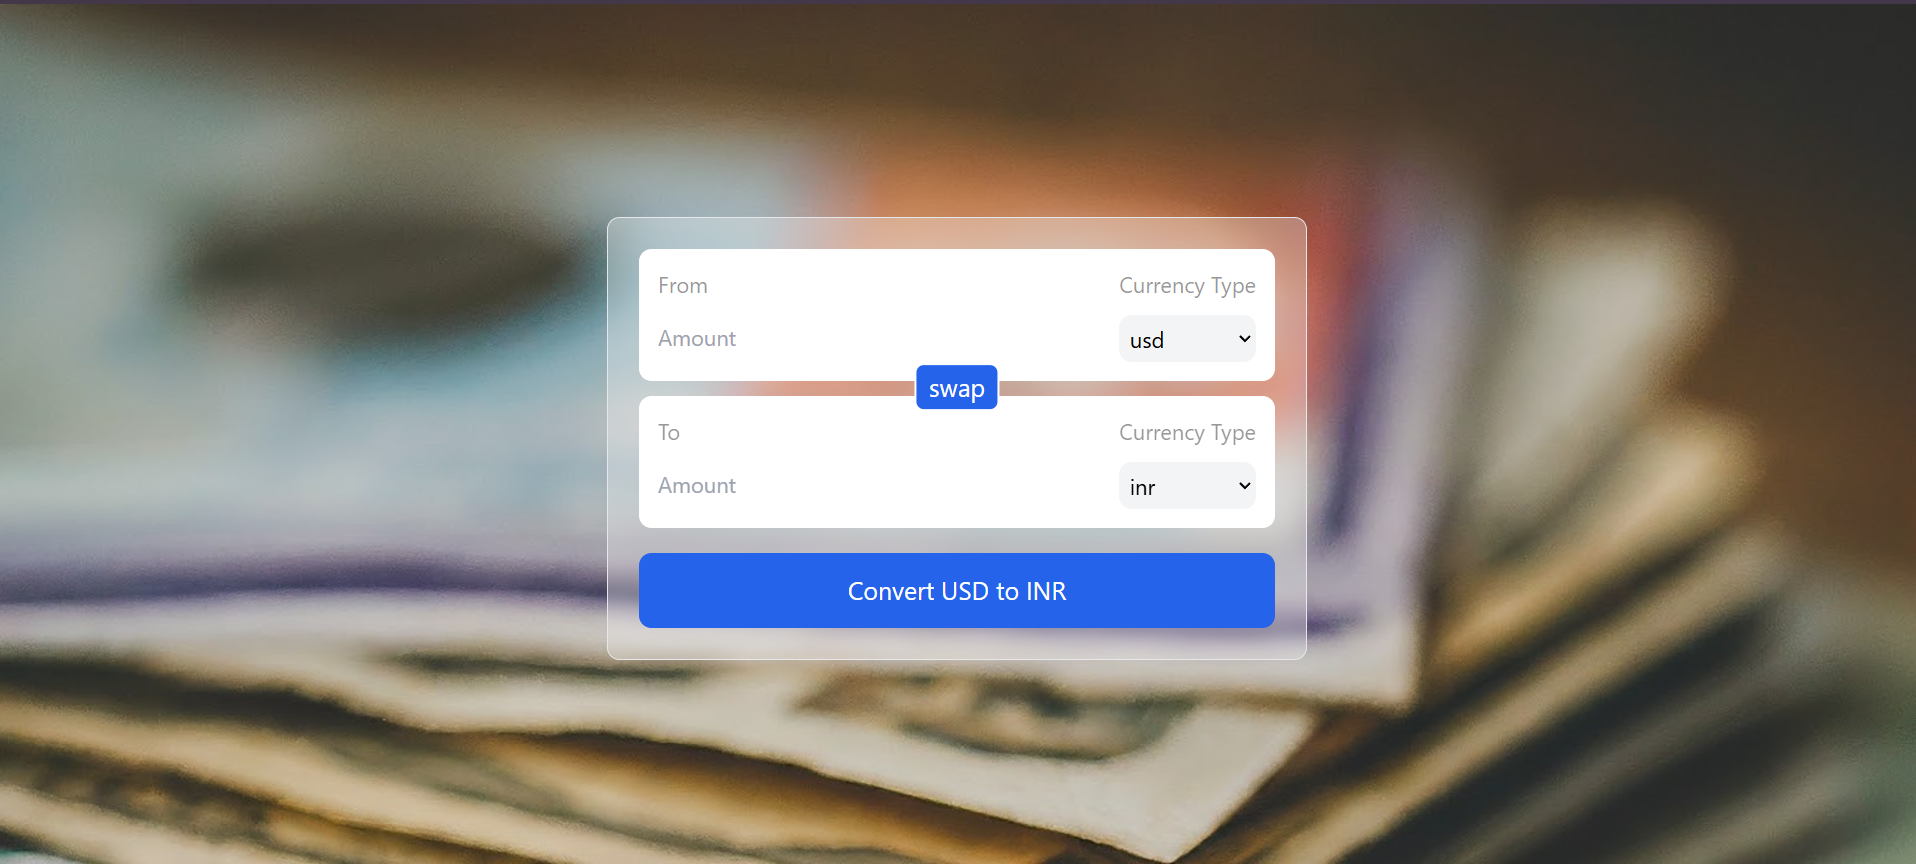 From
Currency Type
Amount
usd
swap
To
Currency Type
Amount
inr
Convert USD to INR